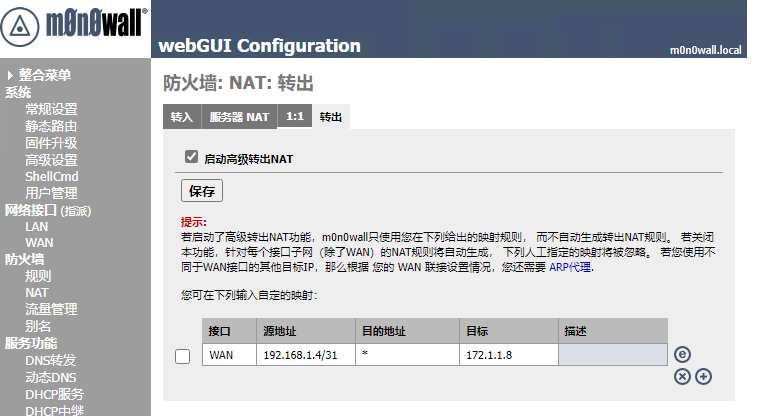 m0n0wall®
webGUI Configuration
m0n0wall.local
整合菜单
系统
常规设置
静态路由
固件升级
高级设置
ShellCmd
用户管理
网络接口 (指派)
LAN
WAN
防火墙
规则
NAT
流量管理
别名
服务功能
DNS转发
动态DNS
DHCP服务
DHCP中继
防火墙: NAT: 转出
转入 服务器 NAT 1:1 转出
启动高级转出NAT
保存
提示:
若启动了高级转出NAT功能，m0n0wall只使用您在下列给出的映射规则， 而不自动生成转出NAT规则。 若关闭
本功能，针对每个接口子网（除了WAN）的NAT规则将自动生成， 下列人工指定的映射将被忽略。 若您使用不
同于WAN接口的其他目标IP，那么根据 您的 WAN 联接设置情况，您还需要 ARP代理.
您可在下列输入自定的映射：
接口 源地址 目的地址 目标 描述
WAN 192.168.1.4/31 * 172.1.1.8